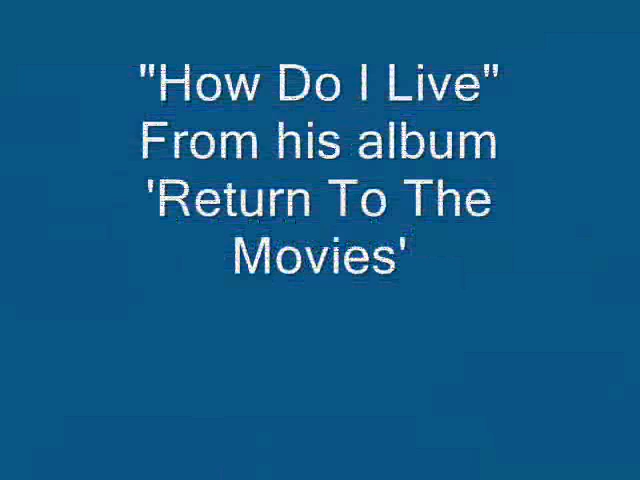 "How Do I Live"
From his album
'Return To The
Movies'